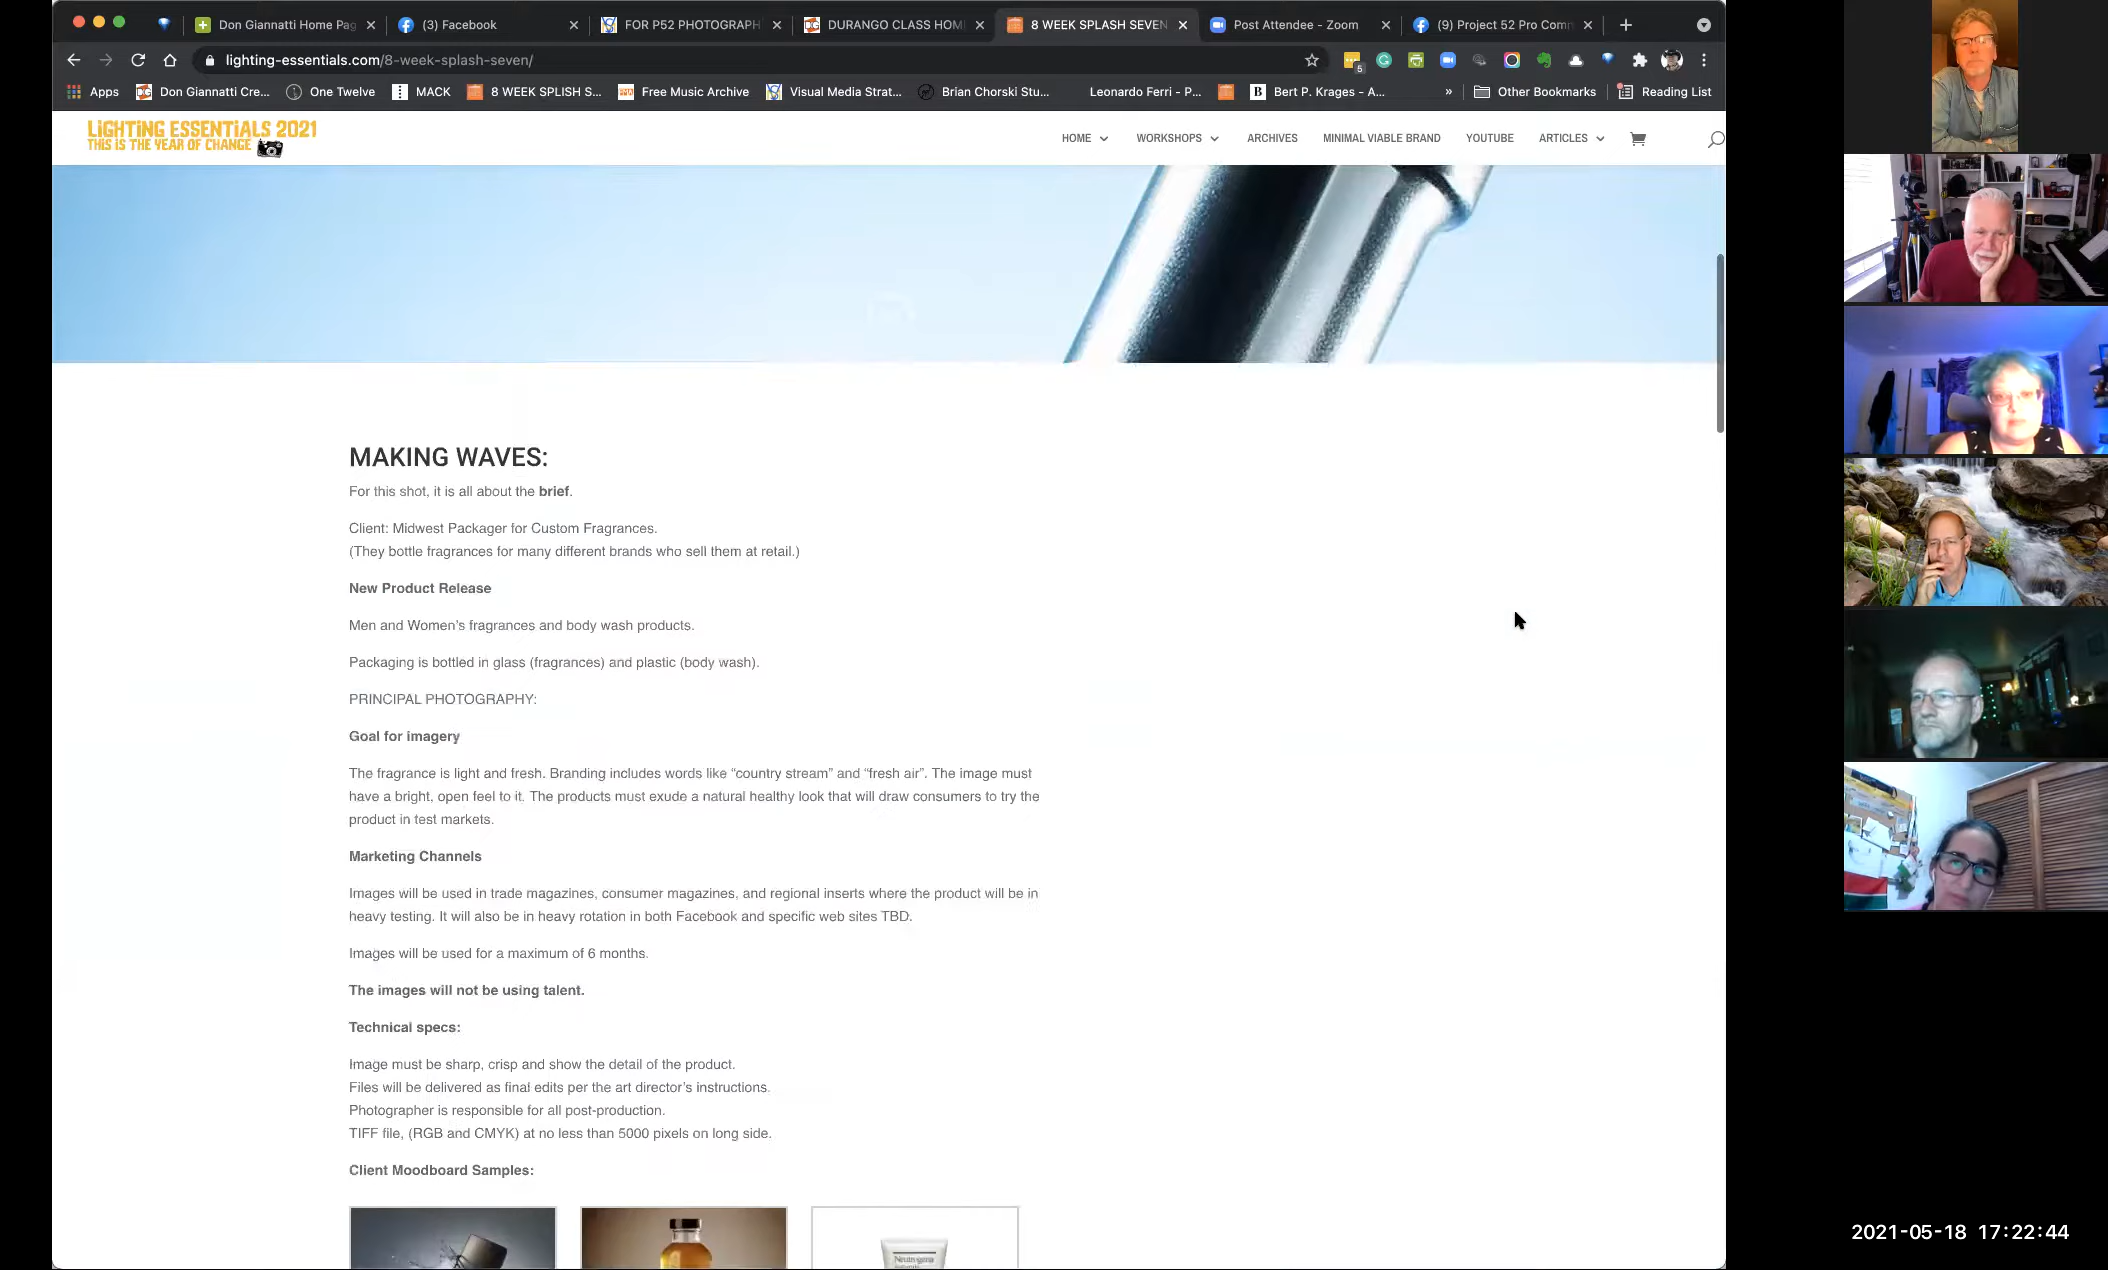 Don Giannatti Home Pag
(3) Facebook
FOR P52 PHOTOGRAPH
DURANGO CLASS HOM
8 WEEK SPLASH SEVEN
Post Attendee - Zoom
(9) Project 52 Pro Comm
lighting-essentials.com/8-week-splash-seven/
5
Apps
Don Giannatti Cre...
One Twelve
MACK
8 WEEK SPLISH S...
Free Music Archive
Visual Media Strat...
Brian Chorski Stu...
Leonardo Ferri - P...
Bert P. Krages - A...
»
Other Bookmarks
Reading List
LIGHTING ESSENTIALS 2021
THIS IS THE YEAR OF CHANGE
HOME
WORKSHOPS
ARCHIVES
MINIMAL VIABLE BRAND
YOUTUBE
ARTICLES
MAKING WAVES:
For this shot, it is all about the brief.
Client: Midwest Packager for Custom Fragrances.
(They bottle fragrances for many different brands who sell them at retail.)
New Product Release
Men and Women's fragrances and body wash products.
Packaging is bottled in glass (fragrances) and plastic (body wash).
PRINCIPAL PHOTOGRAPHY:
Goal for imagery
The fragrance is light and fresh. Branding includes words like “country stream” and “fresh air”. The image must
have a bright, open feel to it. The products must exude a natural healthy look that will draw consumers to try the
product in test markets.
Marketing Channels
Images will be used in trade magazines, consumer magazines, and regional inserts where the product will be in
heavy testing. It will also be in heavy rotation in both Facebook and specific web sites TBD.
Images will be used for a maximum of 6 months.
The images will not be using talent.
Technical specs:
Image must be sharp, crisp and show the detail of the product.
Files will be delivered as final edits per the art director's instructions.
Photographer is responsible for all post-production.
TIFF file, (RGB and CMYK) at no less than 5000 pixels on long side.
Client Moodboard Samples:
Neutrogena
2021-05-18 17:22:44